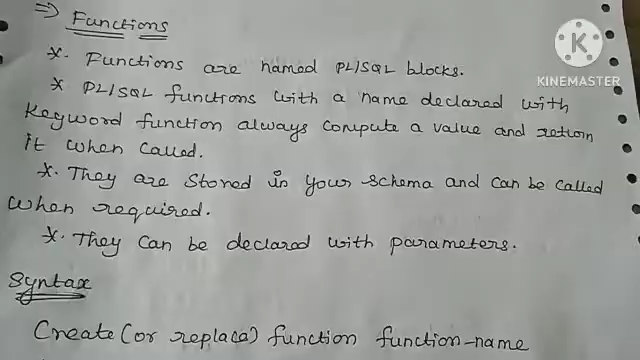 ⇒ Functions
*. Functions are named PL/SQL blocks.
* PL/SQL functions with a name declared with
keyword function always compute a value and return
it when called.
*. They are stored in your schema and can be called
when required.
*. They can be declared with parameters.
Syntax
Create (or replace) function function-name
K
KINEMASTER